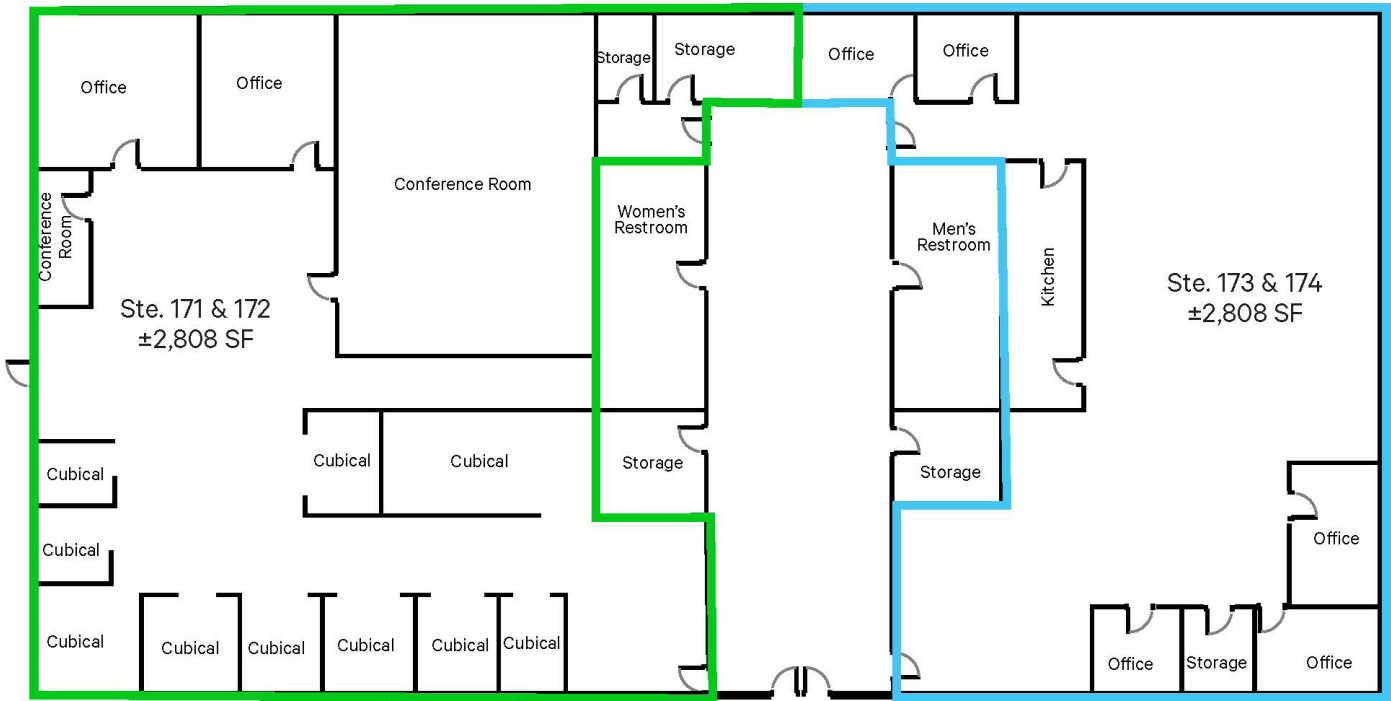 Office
Office
Storage
Storage
Office
Office
Conference Room
Conference
Room
Women's
Restroom
Men's
Restroom
Kitchen
Ste. 171 & 172
±2,808 SF
Ste. 173 & 174
±2,808 SF
Cubical
Cubical
Cubical
Storage
Storage
Cubical
Office
Cubical
Cubical
Cubical
Cubical
Cubical
Cubical
Office
Storage
Office